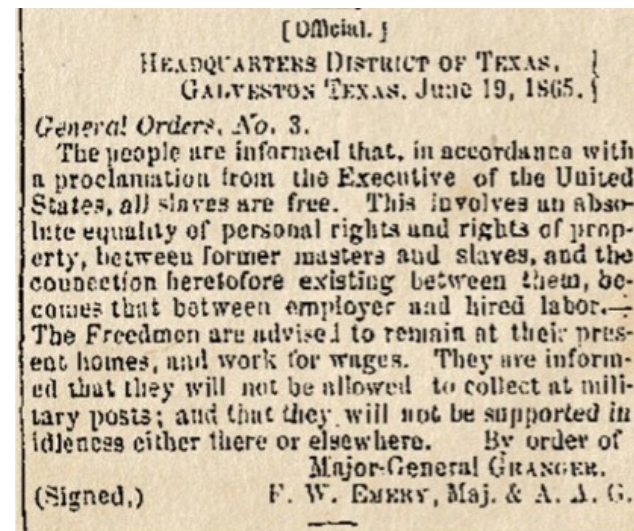 [Official.]
HEADQUARTERS DISTRICT OF TEXAS, }
GALVESTON TEXAS, June 19, 1865. }
General Orders, No. 3.
The people are informed that, in accordance with
a proclamation from the Executive of the United
States, all slaves are free. This involves an abso-
lute equality of personal rights and rights of prop-
erty, between former masters and slaves, and the
connection heretofore existing between them, be-
comes that between employer and hired labor.—
The Freedmen are advised to remain at their pres-
ent homes, and work for wages. They are inform-
ed that they will not be allowed to collect at mili-
tary posts; and that they will not be supported in
idleness either there or elsewhere. By order of
Major-General GRANGER.
(Signed,) F. W. EMERY, Maj. & A. A. G.